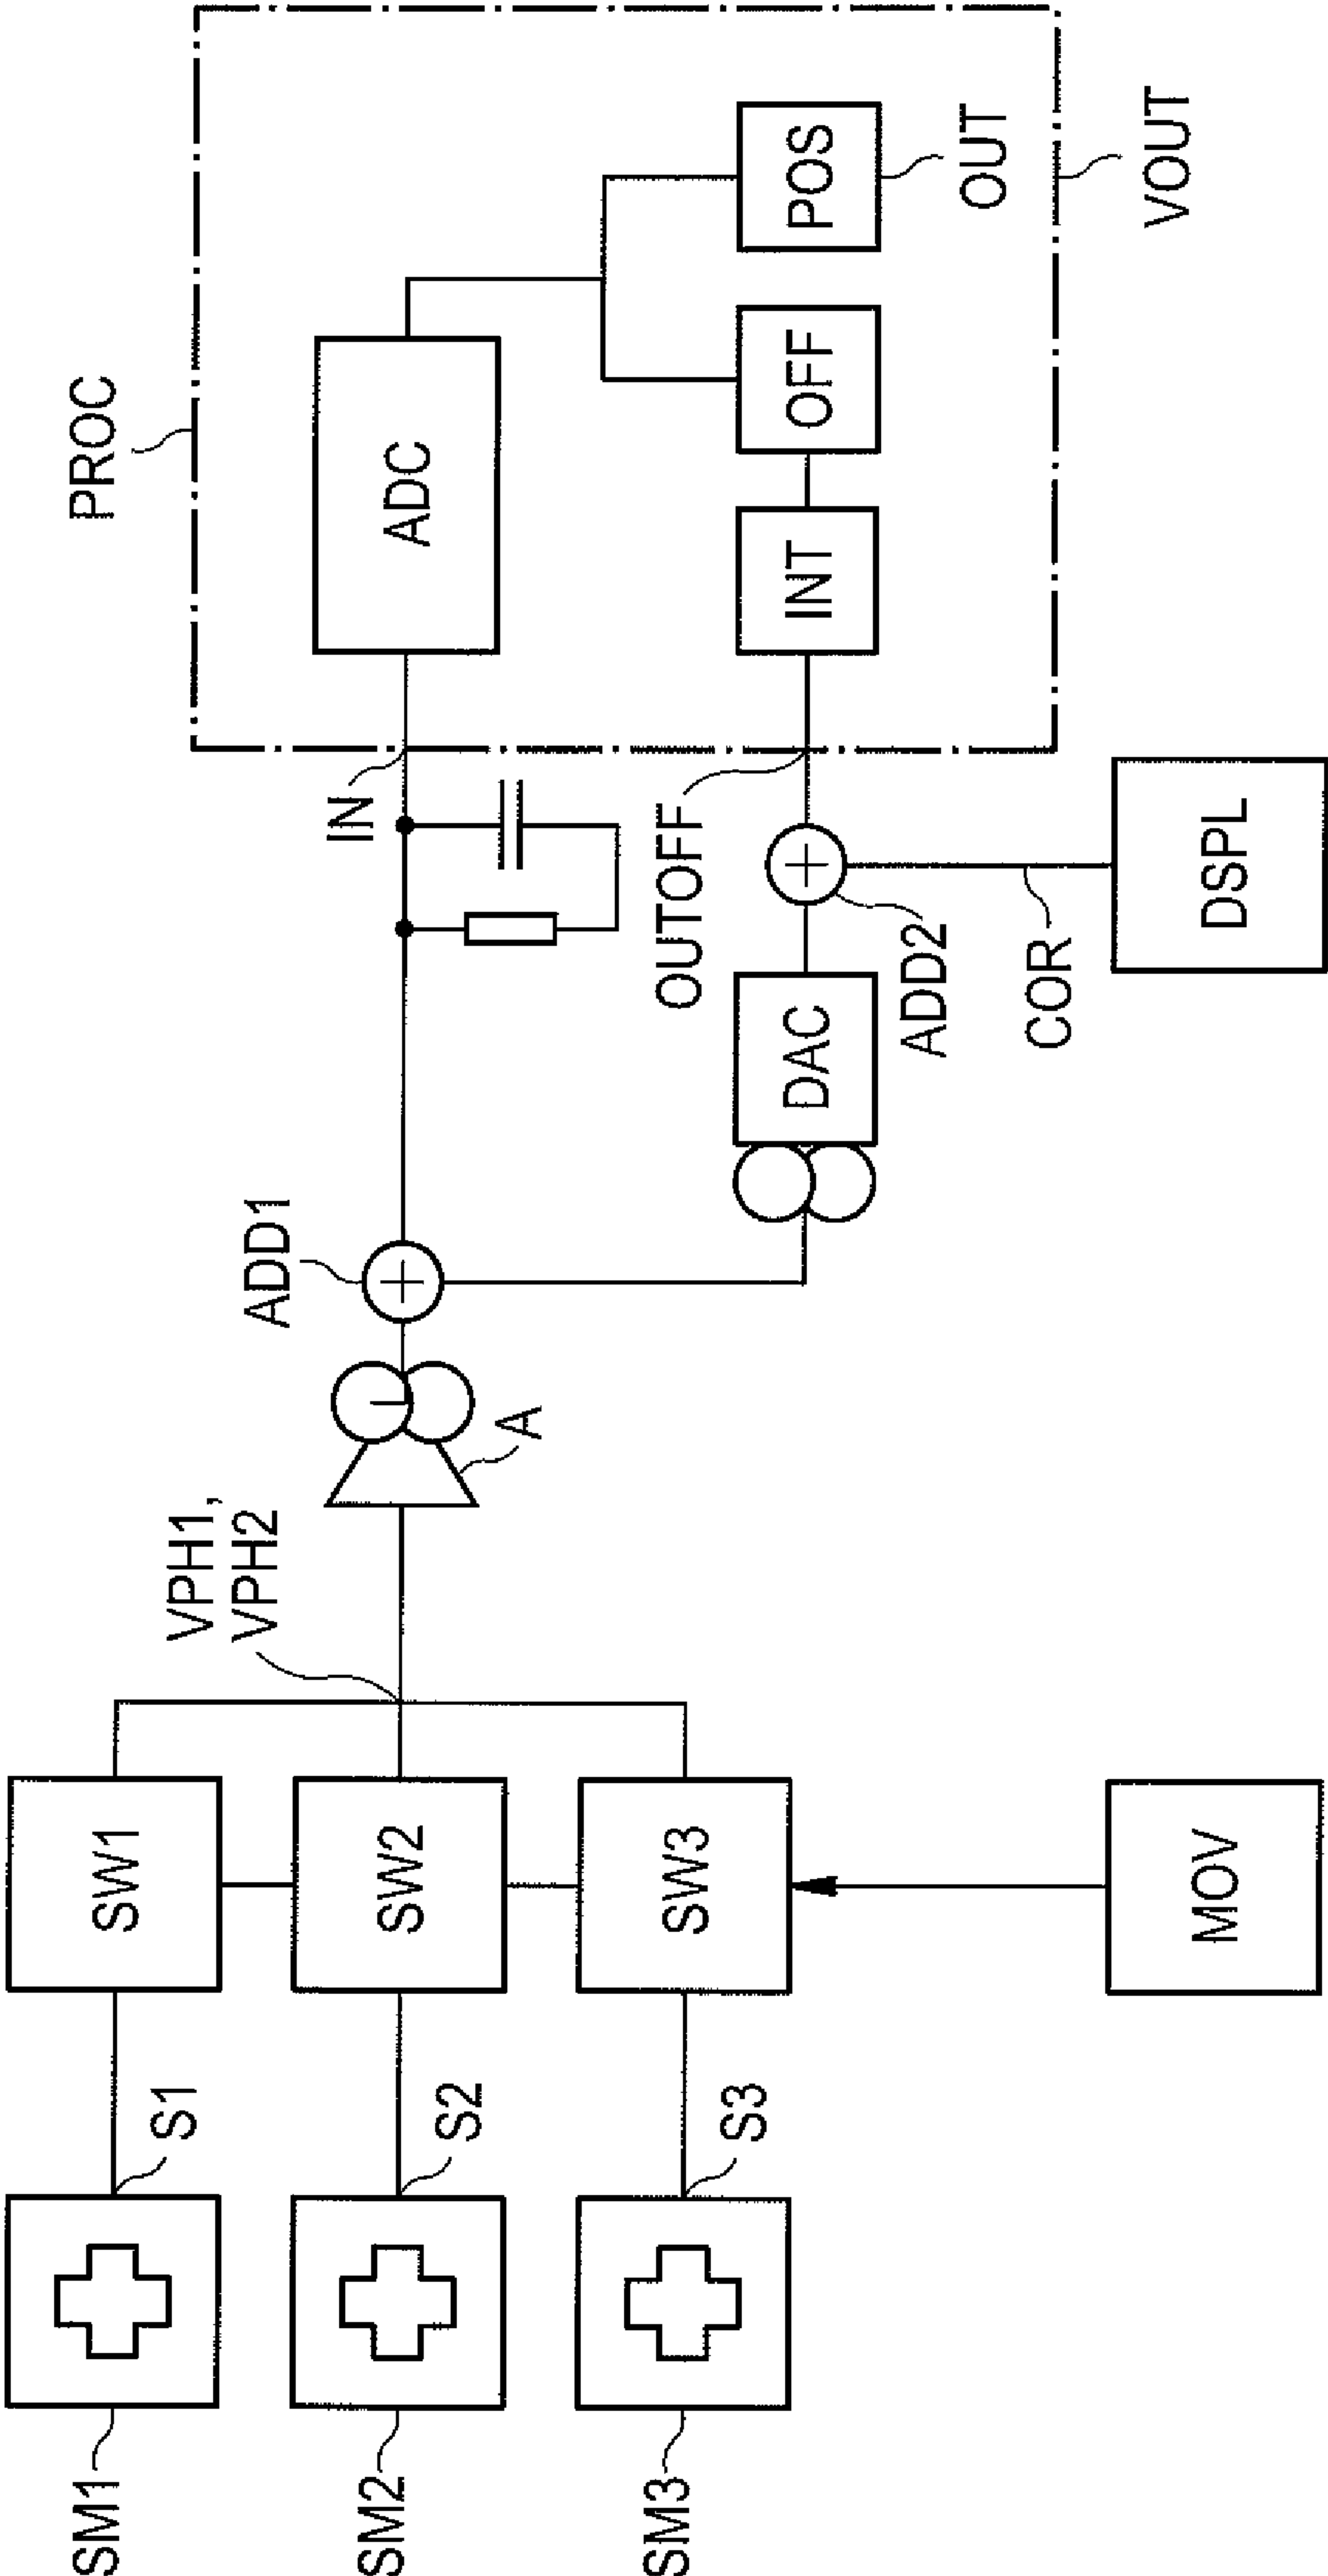 SM1
SM2
SM3
S1
S2
S3
SW1
SW2
SW3
MOV
VPH1,
VPH2
A
ADD1
DAC
ADD2
COR
DSPL
IN
OUTOFF
PROC
ADC
INT
OFF
POS
OUT
VOUT